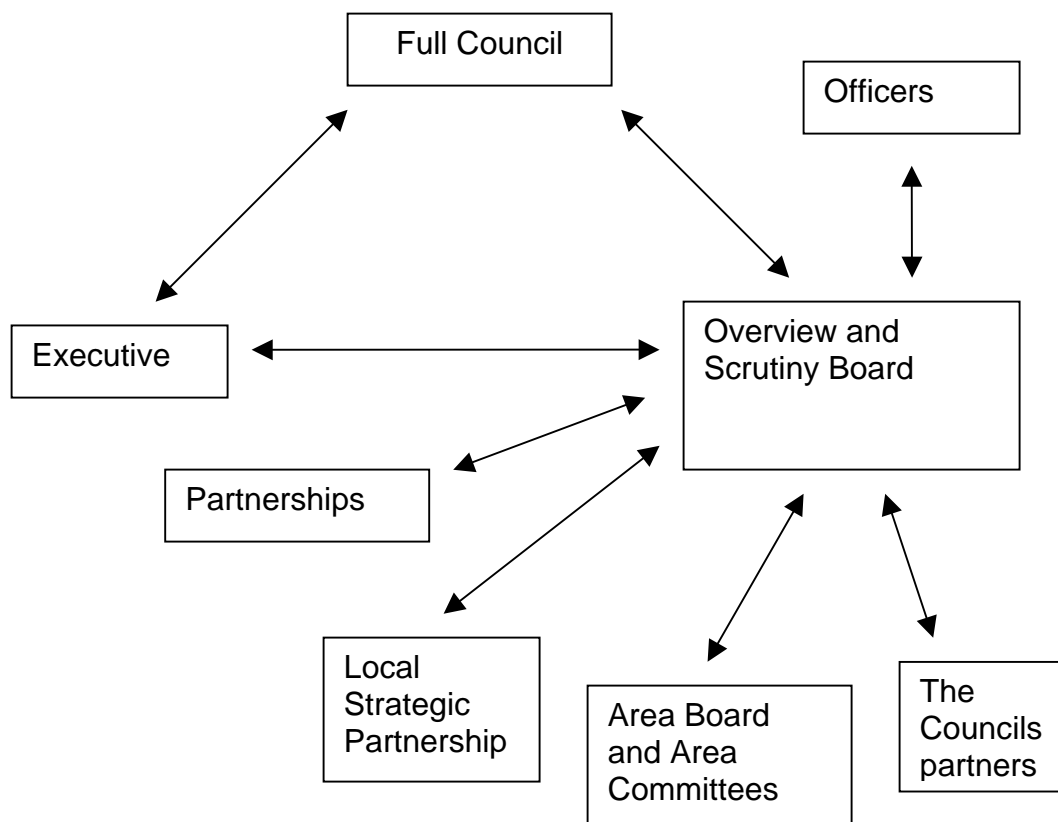 Full Council
Officers
Overview and
Scrutiny Board
Executive
Partnerships
Local
Strategic
Partnership
Area Board
and Area
Committees
The
Councils
partners